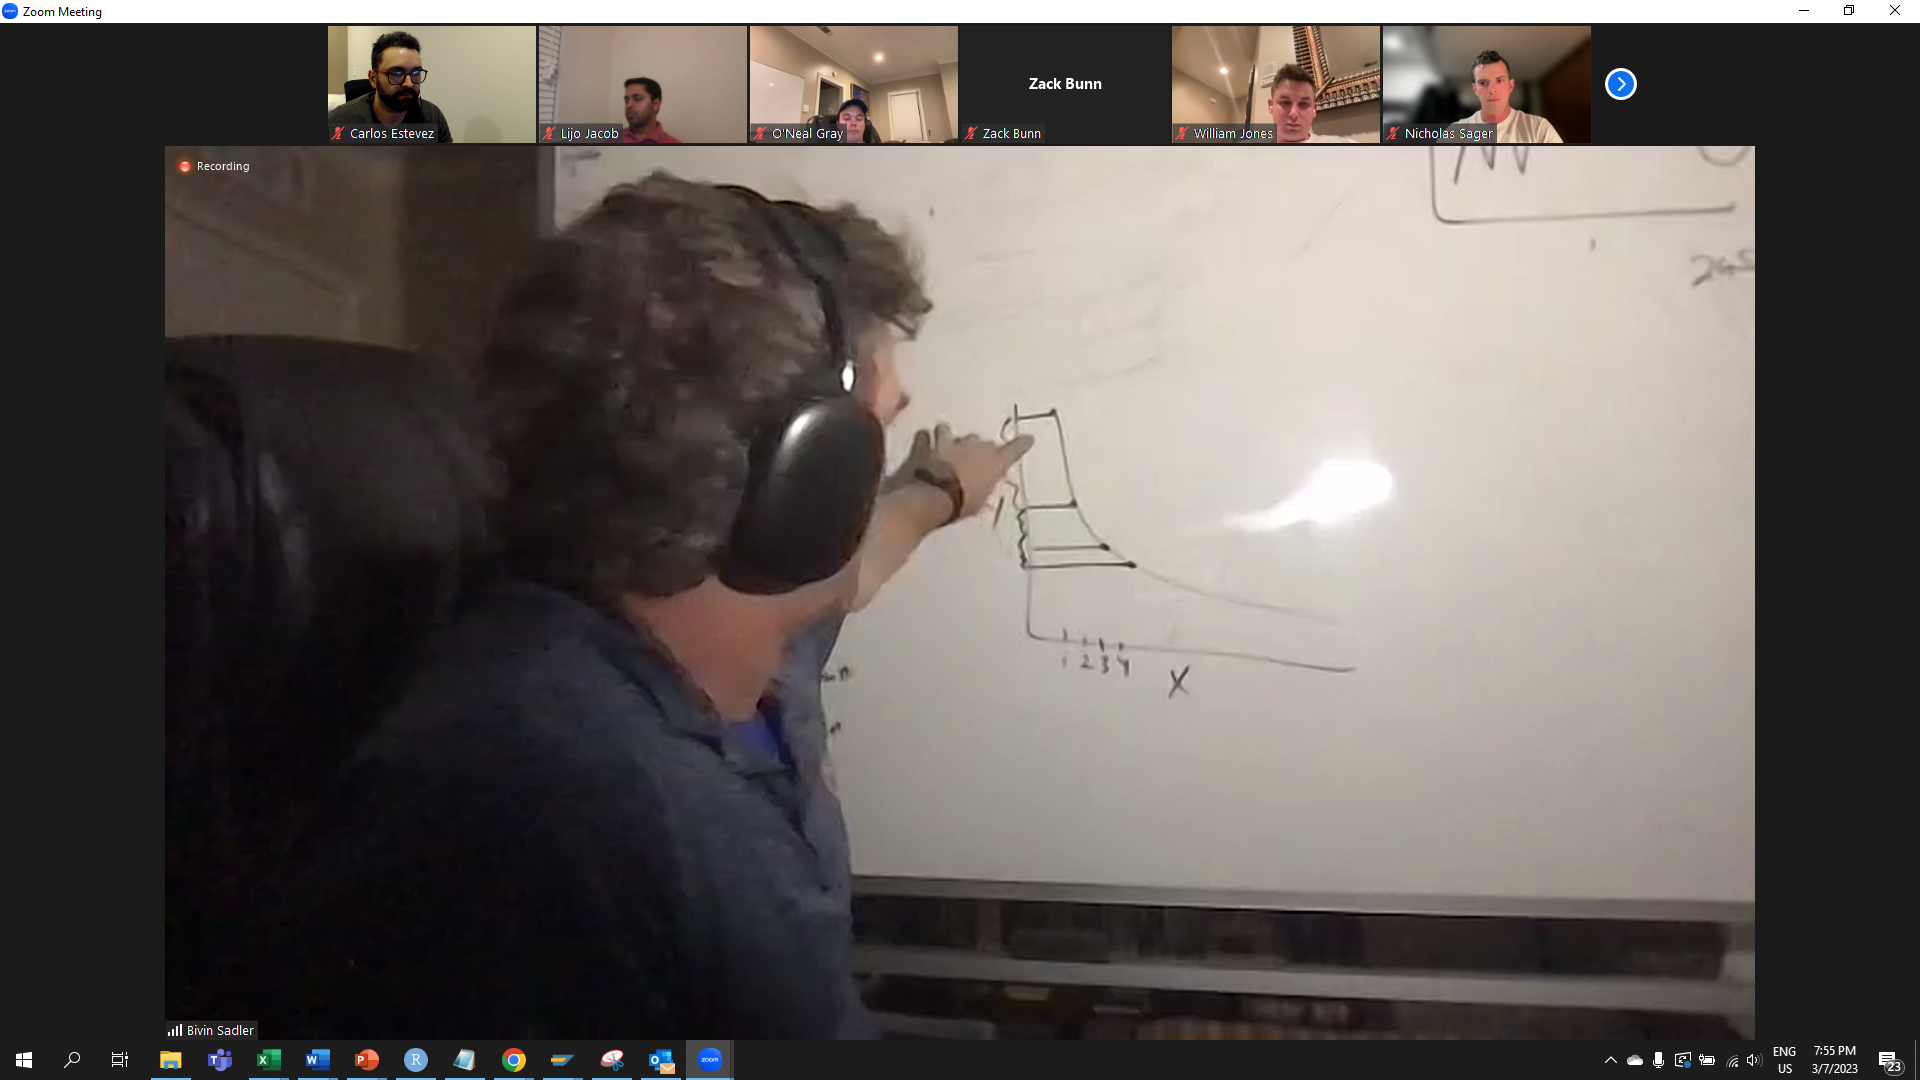 Zoom Meeting
Zack Bunn
Carlos Estevez
Lijo Jacob
O'Neal Gray
Zack Bunn
William Jones
Nicholas Sager
Recording
1 2 3 4
X
Bivin Sadler
ENG
US
7:55 PM
3/7/2023
23